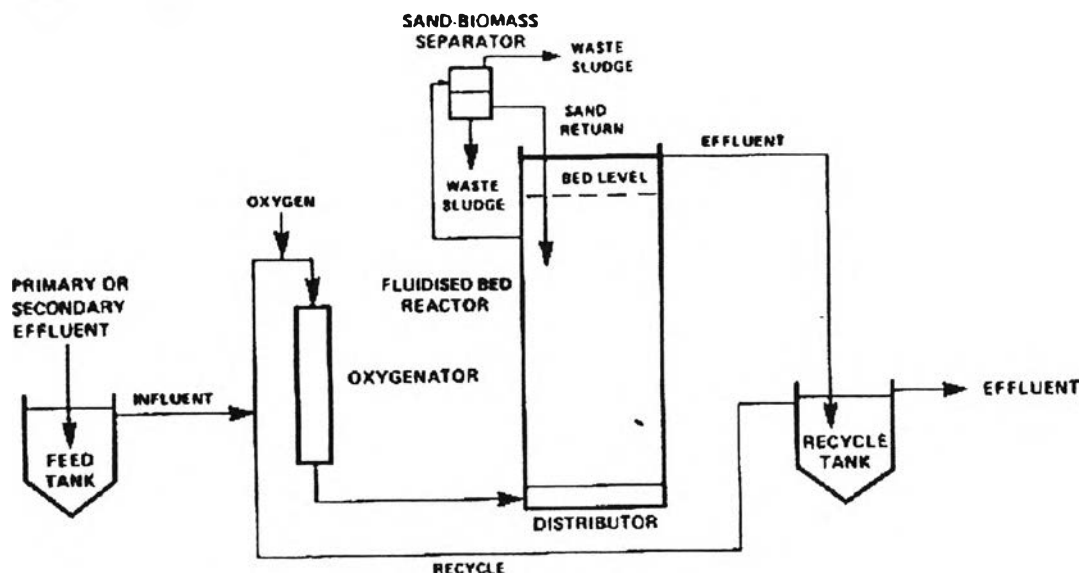 SAND-BIOMASS
SEPARATOR
WASTE
SLUDGE
SAND
RETURN
EFFLUENT
WASTE
SLUDGE
BED LEVEL
OXYGEN
PRIMARY OR
SECONDARY
EFFLUENT
FLUIDISED BED
REACTOR
OXYGENATOR
INFLUENT
EFFLUENT
FEED
TANK
RECYCLE
TANK
DISTRIBUTOR
RECYCLE